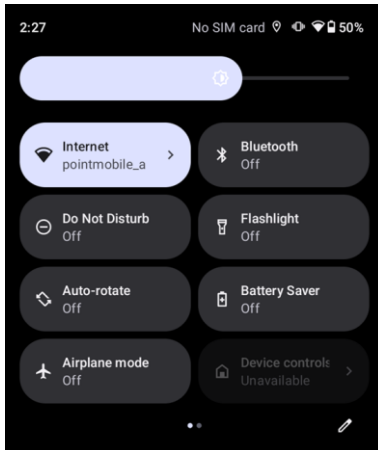 2:27 No SIM card 50%
Internet Bluetooth
pointmobile_a Off
Do Not Disturb Flashlight
Off Off
Auto-rotate Battery Saver
Off Off
Airplane mode Device controls
Off Unavailable